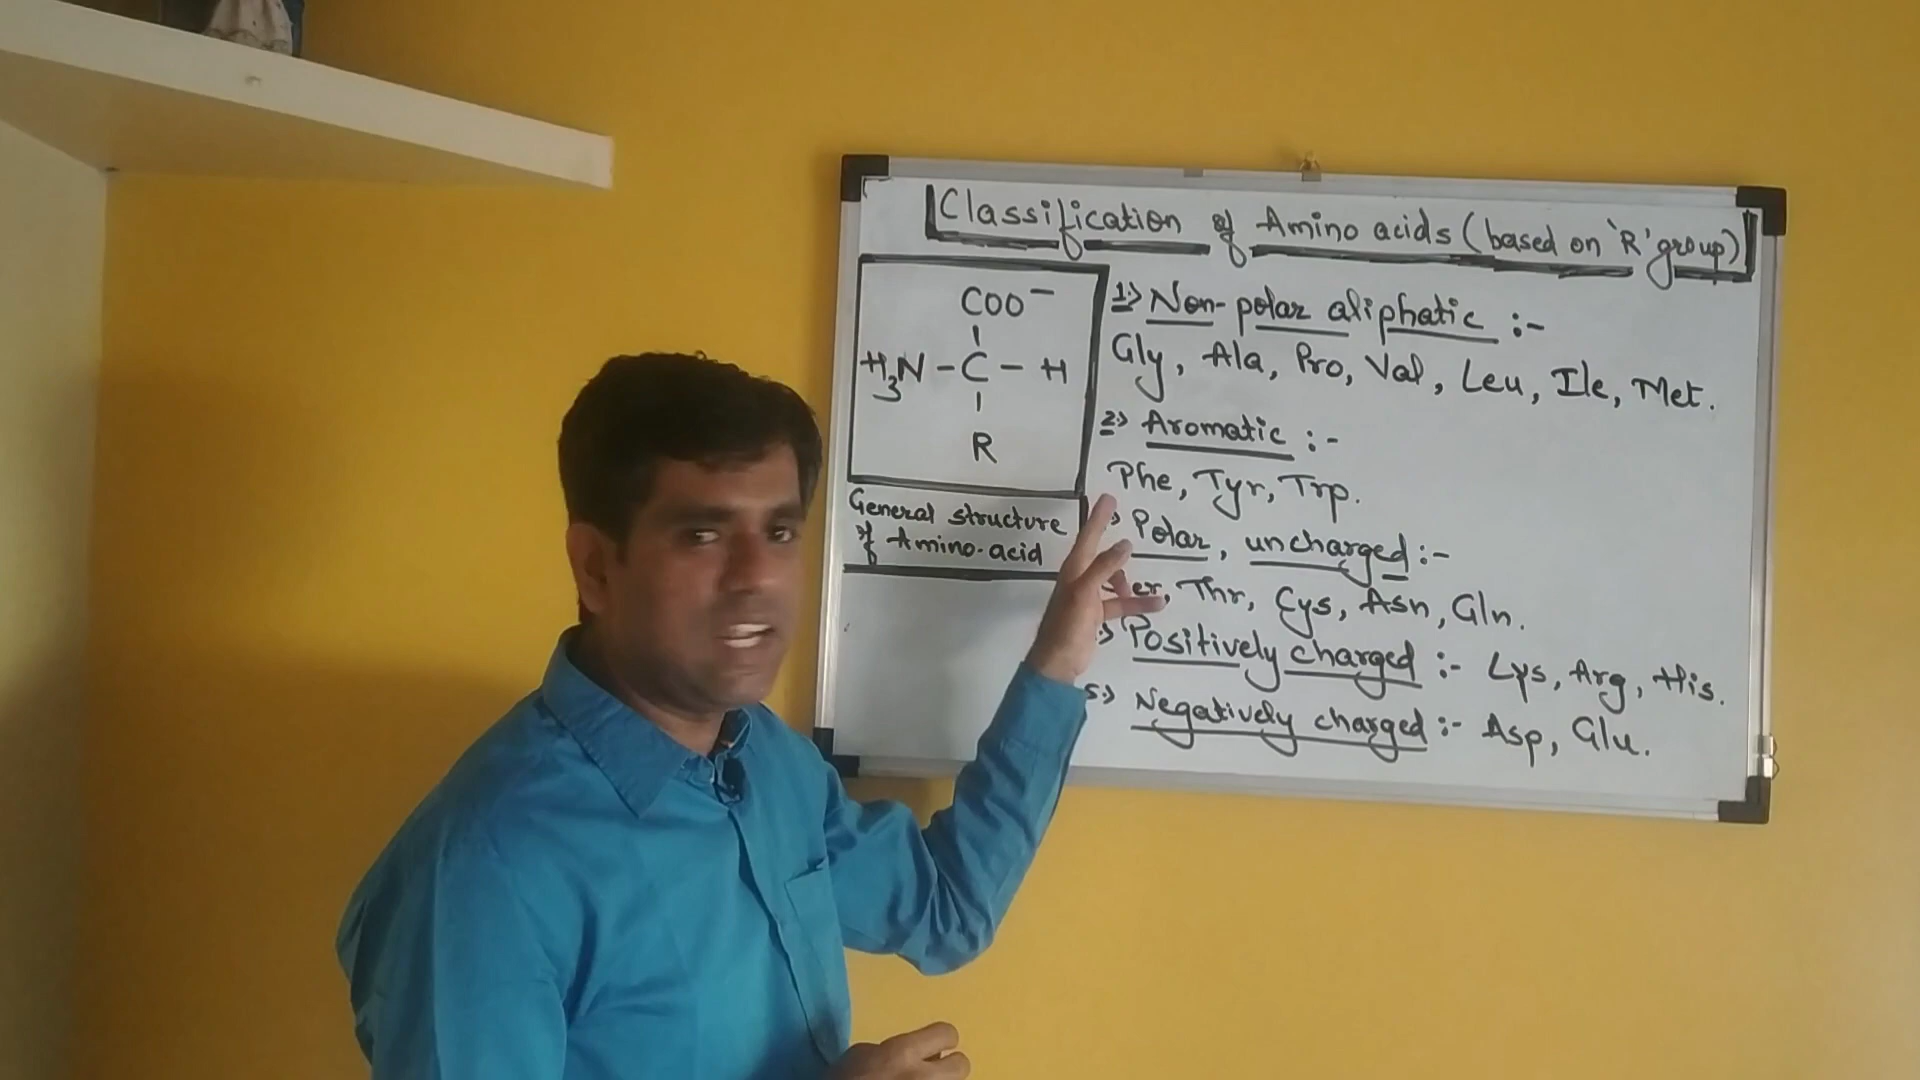 Classification of Amino acids (based on 'R' group)
COO⁻
H₃N - C - H
R
General structure
of Amino-acid
1) Non-polar aliphatic :-
Gly, Ala, Pro, Val, Leu, Ile, Met.
2) Aromatic :-
Phe, Tyr, Trp.
Polar, uncharged :-
Thr, Cys, Asn, Gln.
Positively charged :- Lys, Arg, His.
5) Negatively charged :- Asp, Glu.